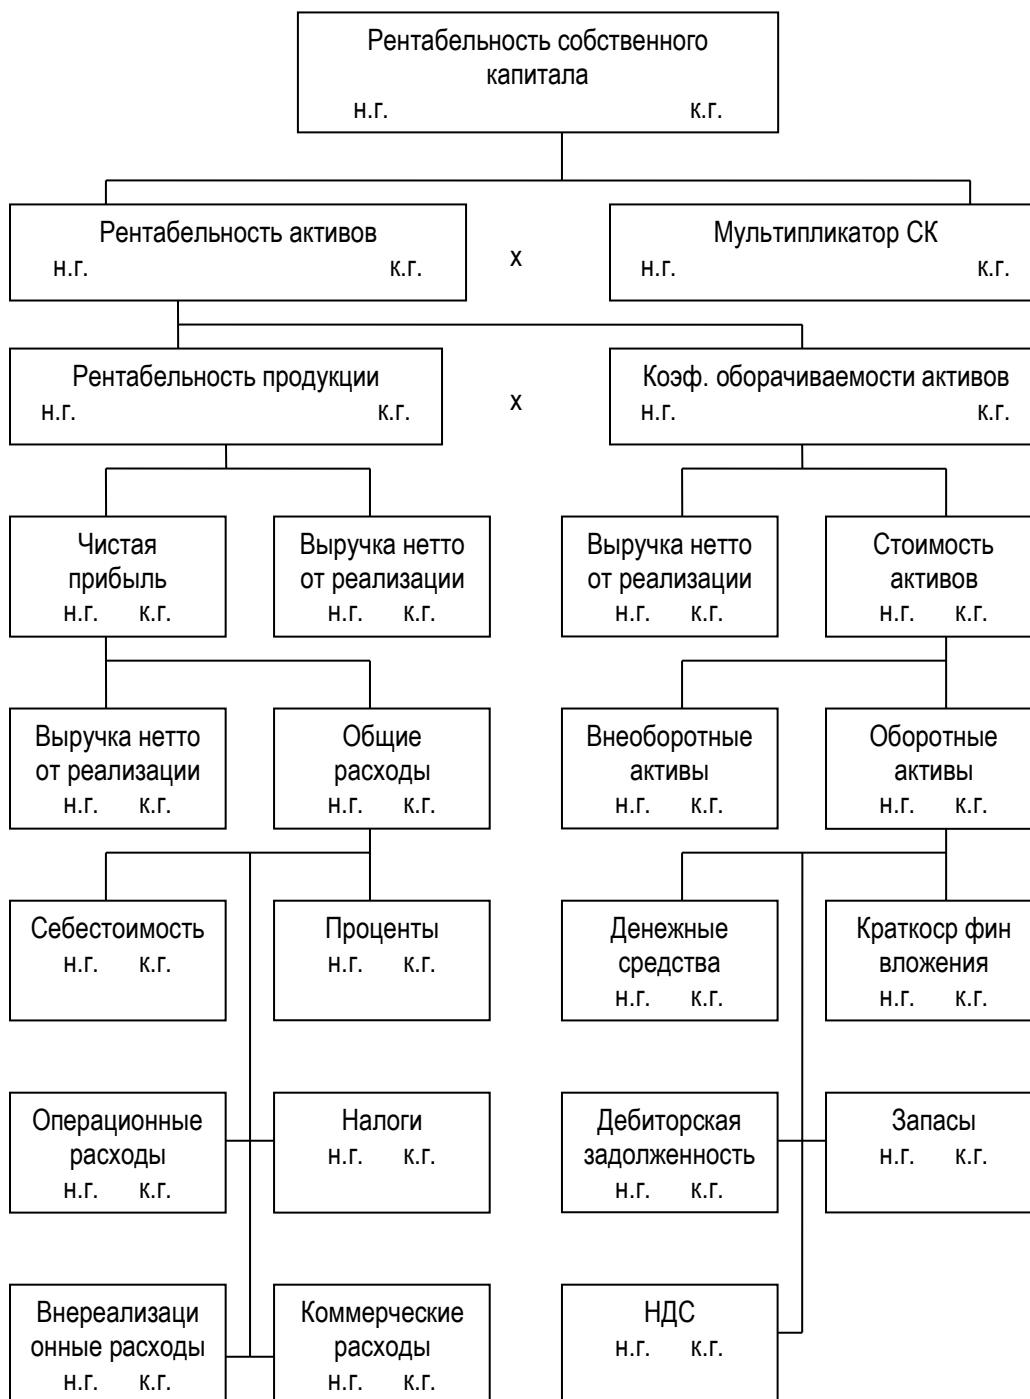 Рентабельность собственного
капитала
н.г. к.г.
Рентабельность активов
н.г. к.г.
х
Мультипликатор СК
н.г. к.г.
Рентабельность продукции
н.г. к.г.
х
Коэф. оборачиваемости активов
н.г. к.г.
Чистая
прибыль
н.г. к.г.
Выручка нетто
от реализации
н.г. к.г.
Выручка нетто
от реализации
н.г. к.г.
Стоимость
активов
н.г. к.г.
Выручка нетто
от реализации
н.г. к.г.
Общие
расходы
н.г. к.г.
Внеоборотные
активы
н.г. к.г.
Оборотные
активы
н.г. к.г.
Себестоимость
н.г. к.г.
Проценты
н.г. к.г.
Денежные
средства
н.г. к.г.
Краткоср фин
вложения
н.г. к.г.
Операционные
расходы
н.г. к.г.
Налоги
н.г. к.г.
Дебиторская
задолженность
н.г. к.г.
Запасы
н.г. к.г.
Внереализаци
онные расходы
н.г. к.г.
Коммерческие
расходы
н.г. к.г.
НДС
н.г. к.г.